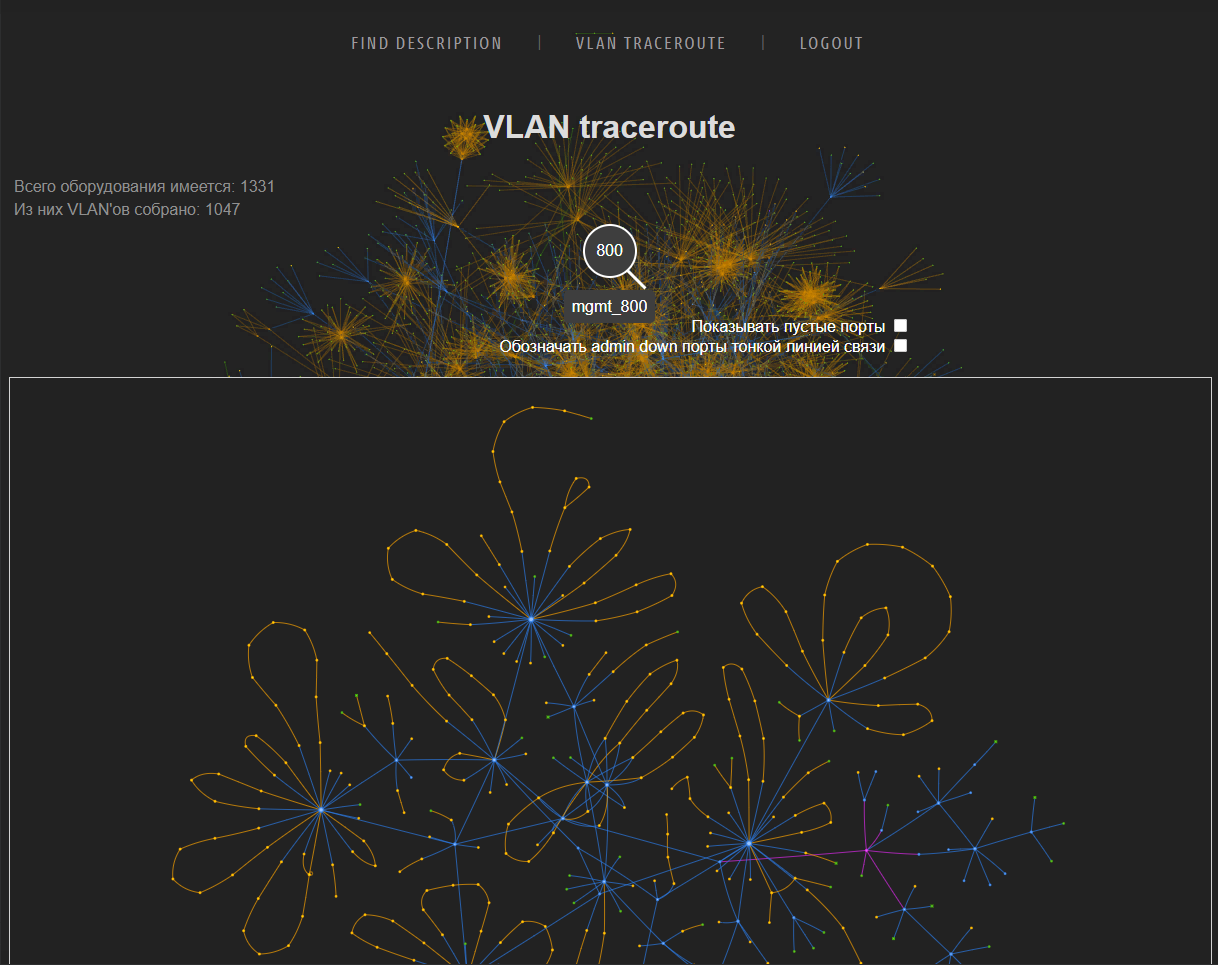 FIND DESCRIPTION | VLAN TRACEROUTE | LOGOUT
VLAN traceroute
Всего оборудования имеется: 1331
Из них VLAN'ов собрано: 1047
800
mgmt_800
Показывать пустые порты
Обозначать admin down порты тонкой линией связи